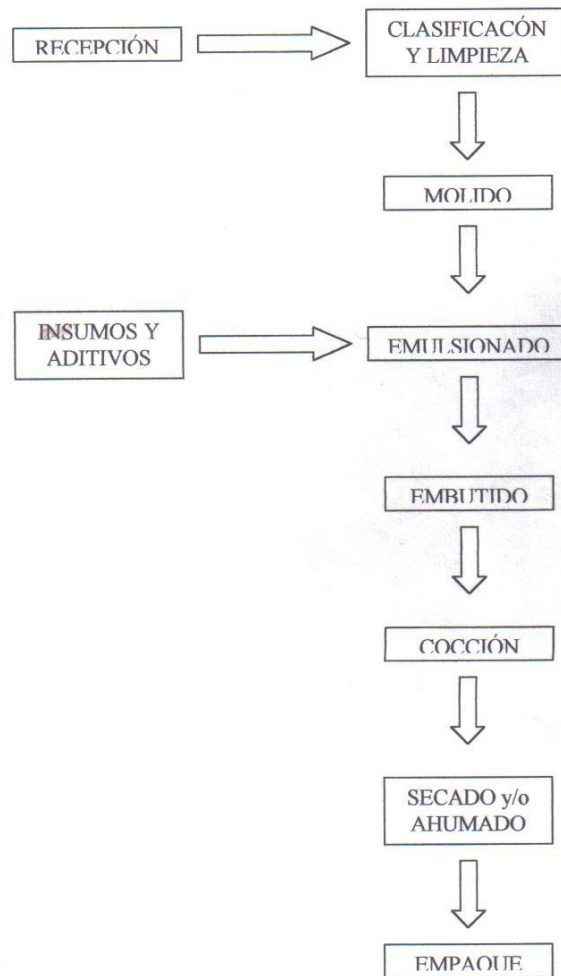 RECEPCIÓN
CLASIFICACÓN
Y LIMPIEZA
MOLIDO
INSUMOS Y
ADITIVOS
EMULSIONADO
EMBUTIDO
COCCIÓN
SECADO y/o
AHUMADO
EMPAQUE